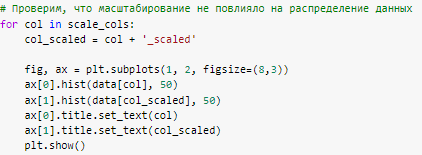 # Проверим, что масштабирование не повлияло на распределение данных
for col in scale_cols:
    col_scaled = col + '_scaled'

    fig, ax = plt.subplots(1, 2, figsize=(8,3))
    ax[0].hist(data[col], 50)
    ax[1].hist(data[col_scaled], 50)
    ax[0].title.set_text(col)
    ax[1].title.set_text(col_scaled)
    plt.show()